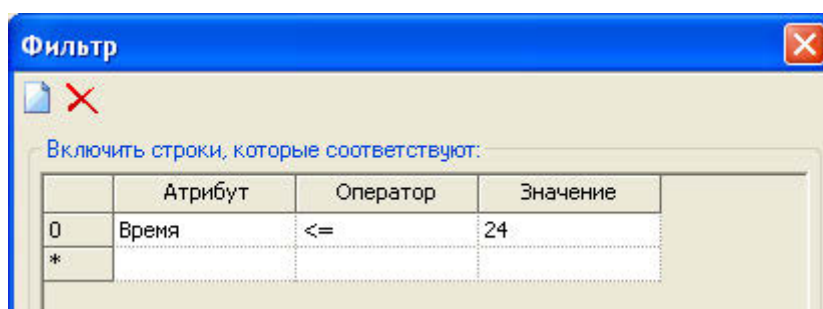 Фильтр
Включить строки, которые соответствуют:
Атрибут Оператор Значение
0 Время <= 24
*